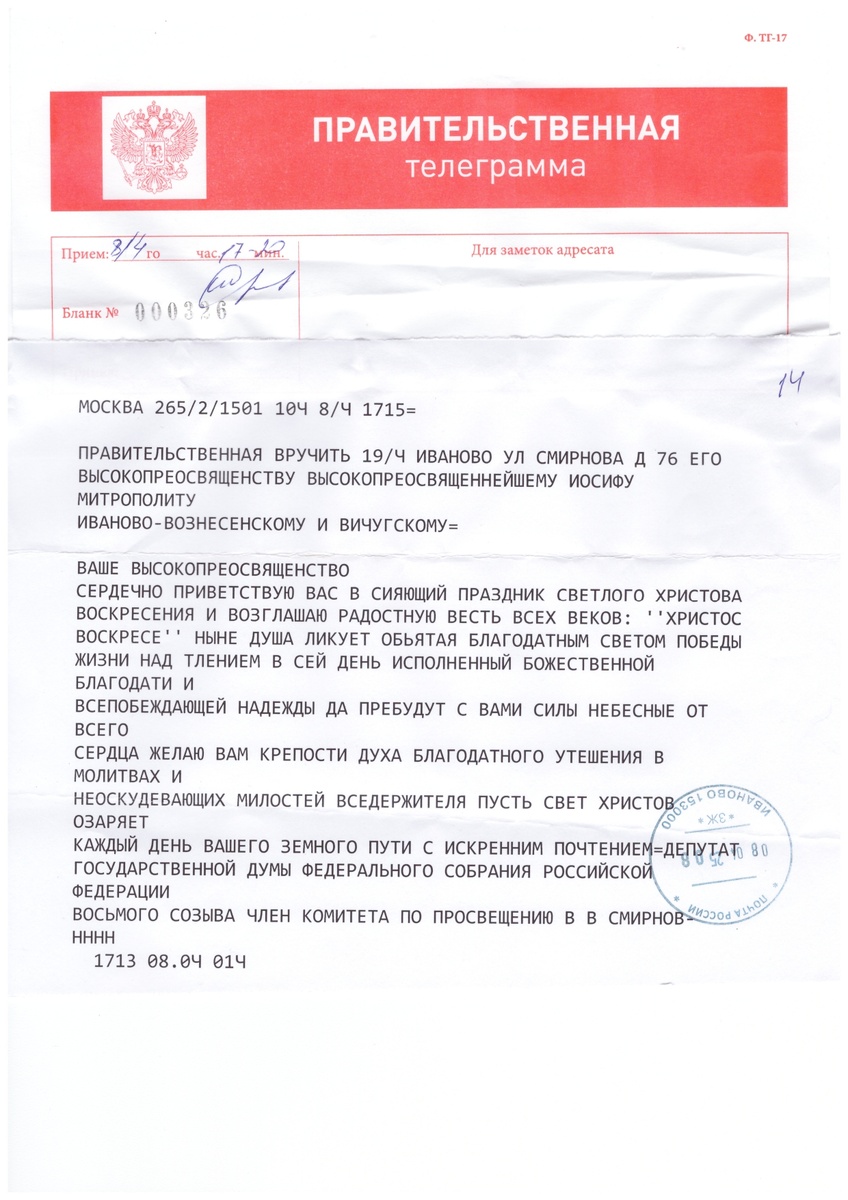 Ф. ТГ-17
ПРАВИТЕЛЬСТВЕННАЯ
телеграмма
Прием: 8/4 го час. 17-20 мин.
Для заметок адресата
Бланк № 000326
14
МОСКВА 265/2/1501 10Ч 8/Ч 1715=
ПРАВИТЕЛЬСТВЕННАЯ ВРУЧИТЬ 19/Ч ИВАНОВО УЛ СМИРНОВА Д 76 ЕГО
ВЫСОКОПРЕОСВЯЩЕНСТВУ ВЫСОКОПРЕОСВЯЩЕННЕЙШЕМУ ИОСИФУ
МИТРОПОЛИТУ
ИВАНОВО-ВОЗНЕСЕНСКОМУ И ВИЧУГСКОМУ=
ВАШЕ ВЫСОКОПРЕОСВЯЩЕНСТВО
СЕРДЕЧНО ПРИВЕТСТВУЮ ВАС В СИЯЮЩИЙ ПРАЗДНИК СВЕТЛОГО ХРИСТОВА
ВОСКРЕСЕНИЯ И ВОЗГЛАШАЮ РАДОСТНУЮ ВЕСТЬ ВСЕХ ВЕКОВ: ''ХРИСТОС
ВОСКРЕСЕ'' НЫНЕ ДУША ЛИКУЕТ ОБЬЯТАЯ БЛАГОДАТНЫМ СВЕТОМ ПОБЕДЫ
ЖИЗНИ НАД ТЛЕНИЕМ В СЕЙ ДЕНЬ ИСПОЛНЕННЫЙ БОЖЕСТВЕННОЙ
БЛАГОДАТИ И
ВСЕПОБЕЖДАЮЩЕЙ НАДЕЖДЫ ДА ПРЕБУДУТ С ВАМИ СИЛЫ НЕБЕСНЫЕ ОТ
ВСЕГО
СЕРДЦА ЖЕЛАЮ ВАМ КРЕПОСТИ ДУХА БЛАГОДАТНОГО УТЕШЕНИЯ В
МОЛИТВАХ И
НЕОСКУДЕВАЮЩИХ МИЛОСТЕЙ ВСЕДЕРЖИТЕЛЯ ПУСТЬ СВЕТ ХРИСТОВ
ОЗАРЯЕТ
КАЖДЫЙ ДЕНЬ ВАШЕГО ЗЕМНОГО ПУТИ С ИСКРЕННИМ ПОЧТЕНИЕМ=ДЕПУТАТ
ГОСУДАРСТВЕННОЙ ДУМЫ ФЕДЕРАЛЬНОГО СОБРАНИЯ РОССИЙСКОЙ
ФЕДЕРАЦИИ
ВОСЬМОГО СОЗЫВА ЧЛЕН КОМИТЕТА ПО ПРОСВЕЩЕНИЮ В В СМИРНОВ-
НННН
1713 08.0Ч 01Ч
ИВАНОВО 153000
*ЗЖ*
* ПОЧТА РОССИИ *